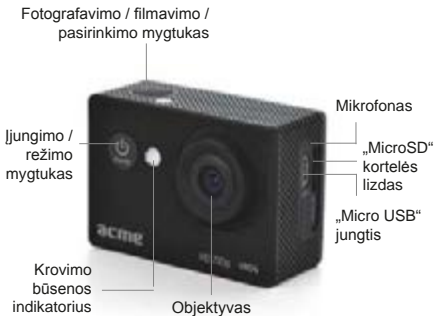 Fotografavimo / filmavimo /
pasirinkimo mygtukas
Mikrofonas
„MicroSD“
kortelės
lizdas
„Micro USB“
jungtis
Įjungimo /
režimo
mygtukas
acme
Krovimo
būsenos
indikatorius
Objektyvas